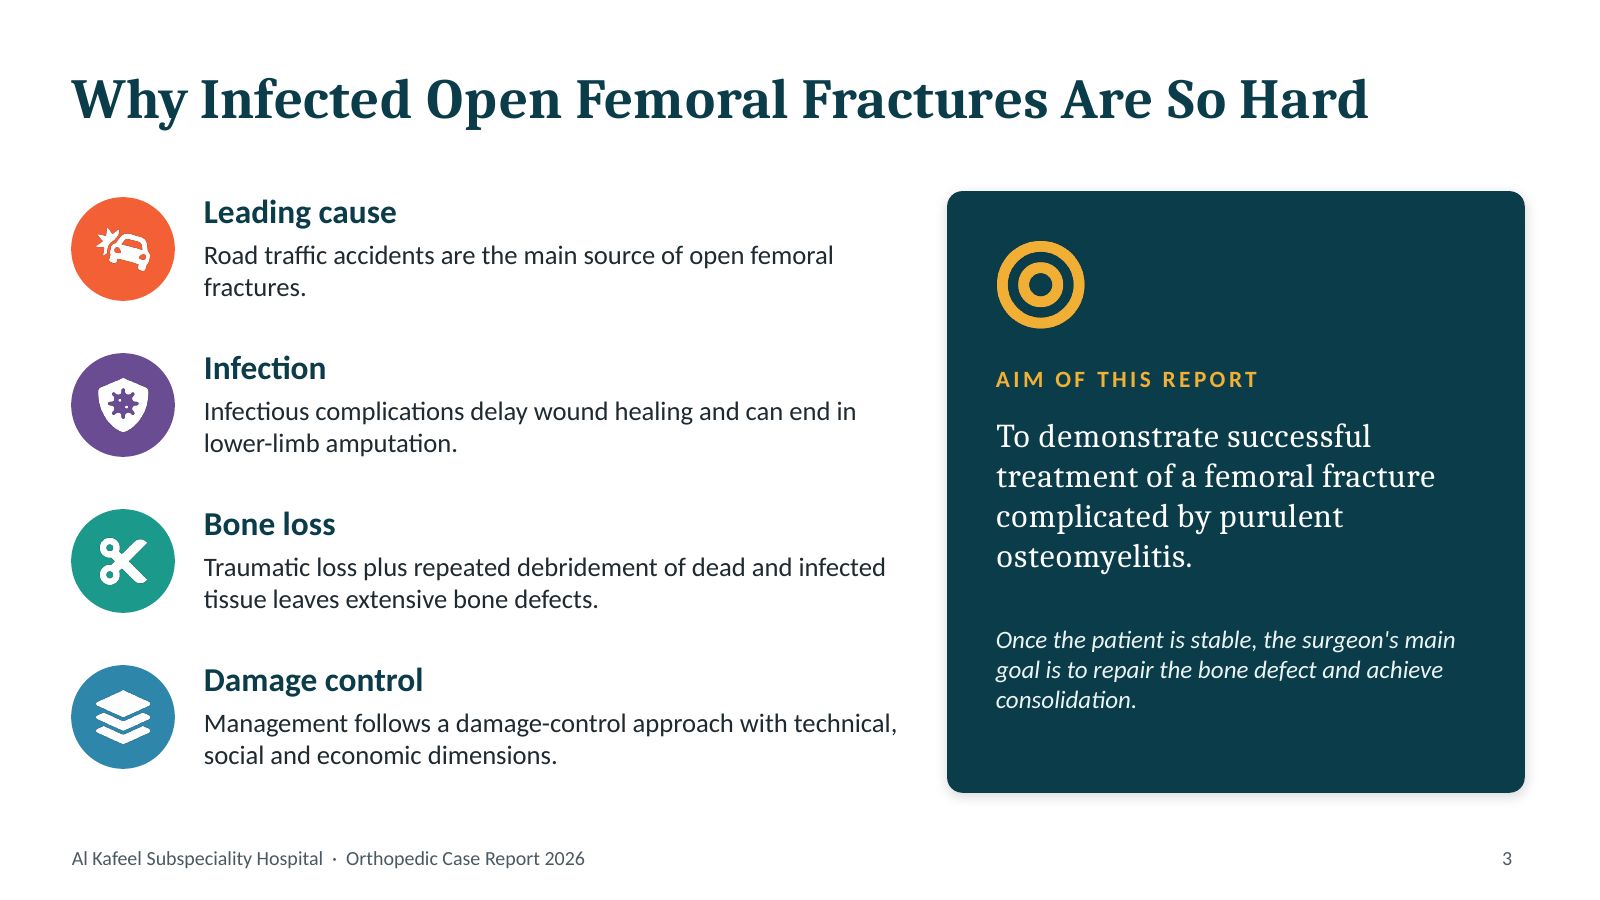 Why Infected Open Femoral Fractures Are So Hard
Leading cause
Road traffic accidents are the main source of open femoral
fractures.
Infection
Infectious complications delay wound healing and can end in
lower-limb amputation.
Bone loss
Traumatic loss plus repeated debridement of dead and infected
tissue leaves extensive bone defects.
Damage control
Management follows a damage-control approach with technical,
social and economic dimensions.
AIM OF THIS REPORT
To demonstrate successful
treatment of a femoral fracture
complicated by purulent
osteomyelitis.
Once the patient is stable, the surgeon's main
goal is to repair the bone defect and achieve
consolidation.
Al Kafeel Subspeciality Hospital · Orthopedic Case Report 2026
3